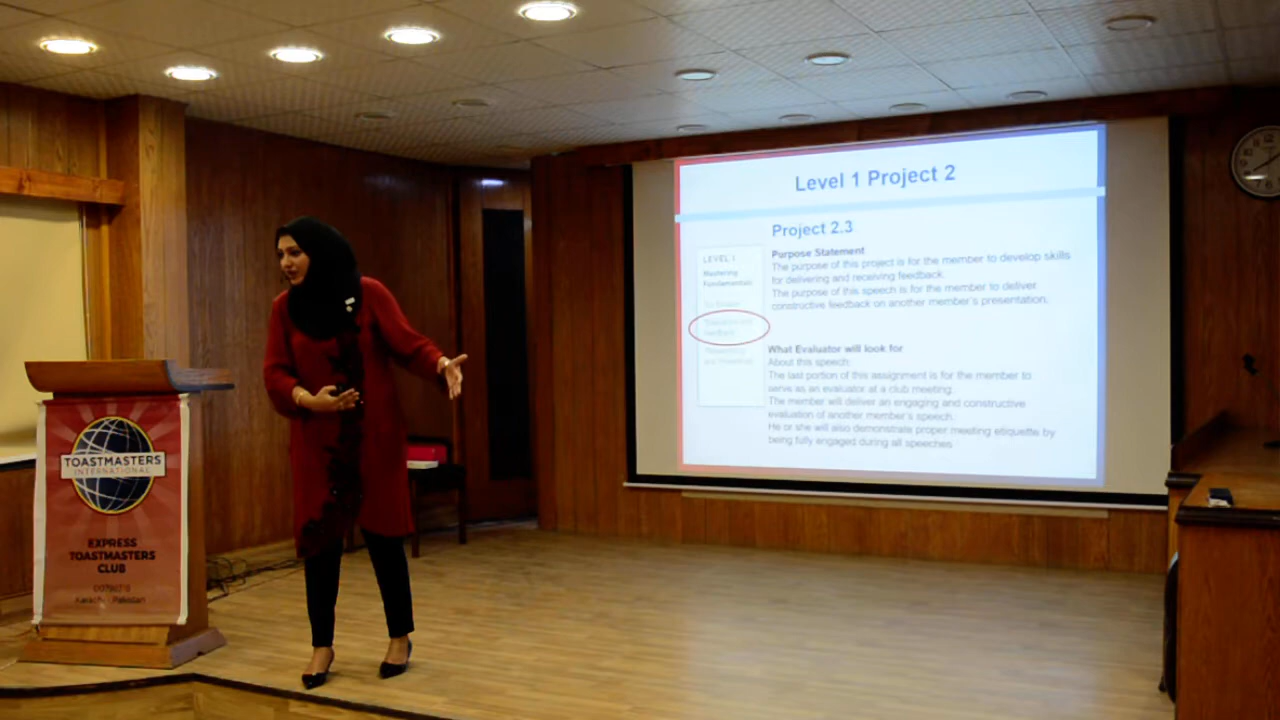 Level 1 Project 2
Project 2.3
LEVEL 1
Mastering
Fundamentals
Purpose Statement
The purpose of this project is for the member to develop skills
for delivering and receiving feedback.
The purpose of this speech is for the member to deliver
constructive feedback on another member's presentation.
What Evaluator will look for
About this speech:
The last portion of this assignment is for the member to
serve as an evaluator at a club meeting.
The member will deliver an engaging and constructive
evaluation of another member's speech.
He or she will also demonstrate proper meeting etiquette by
being fully engaged during all speeches
TOASTMASTERS
INTERNATIONAL
EXPRESS
TOASTMASTERS
CLUB
Karachi - Pakistan